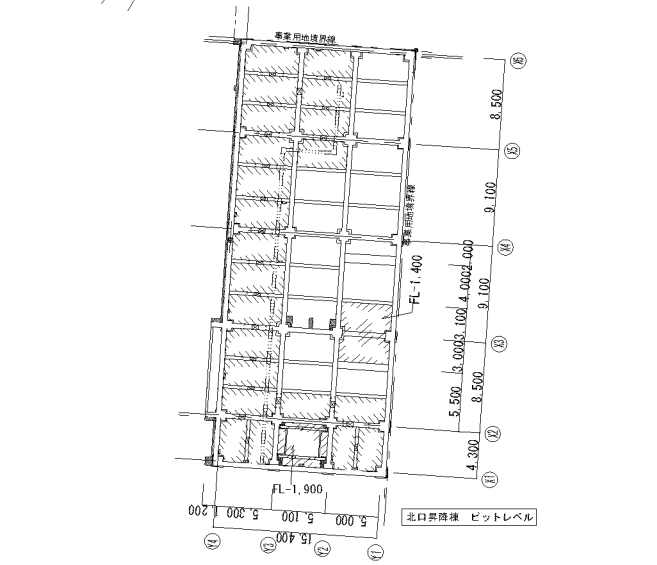 事業用地境界線
X6
8.500
X5
9.100
事業用地境界線
X4
2.000
4.000
9.100
FL-1,400
3.100
X3
3.000
8.500
5.500
X2
4.300
X1
FL-1,900
1.200
5.300
5.100
5.000
15.400
北口昇降棟 ピットレベル
Y4
Y3
Y2
Y1